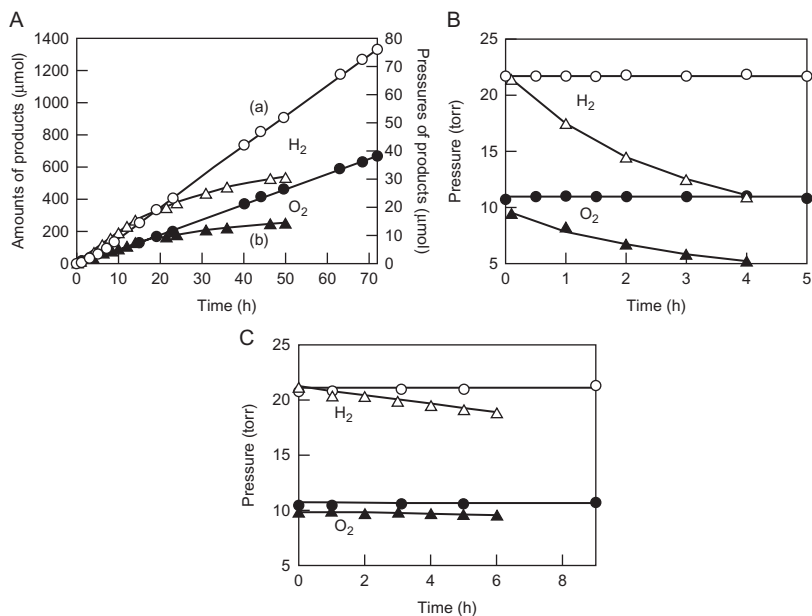 A
1400
1200
1000
800
600
400
200
0
Amounts of products (μmol)
80
70
60
50
40
30
20
10
0
Pressures of products (μmol)
(a)
H2
O2
(b)
0 10 20 30 40 50 60 70
Time (h)
B
25
20
15
10
5
Pressure (torr)
H2
O2
0 1 2 3 4 5
Time (h)
C
25
20
15
10
5
Pressure (torr)
H2
O2
0 2 4 6 8
Time (h)